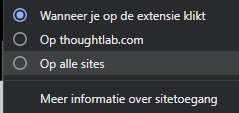 Wanneer je op de extensie klikt
Op thoughtlab.com
Op alle sites
Meer informatie over sitetoegang